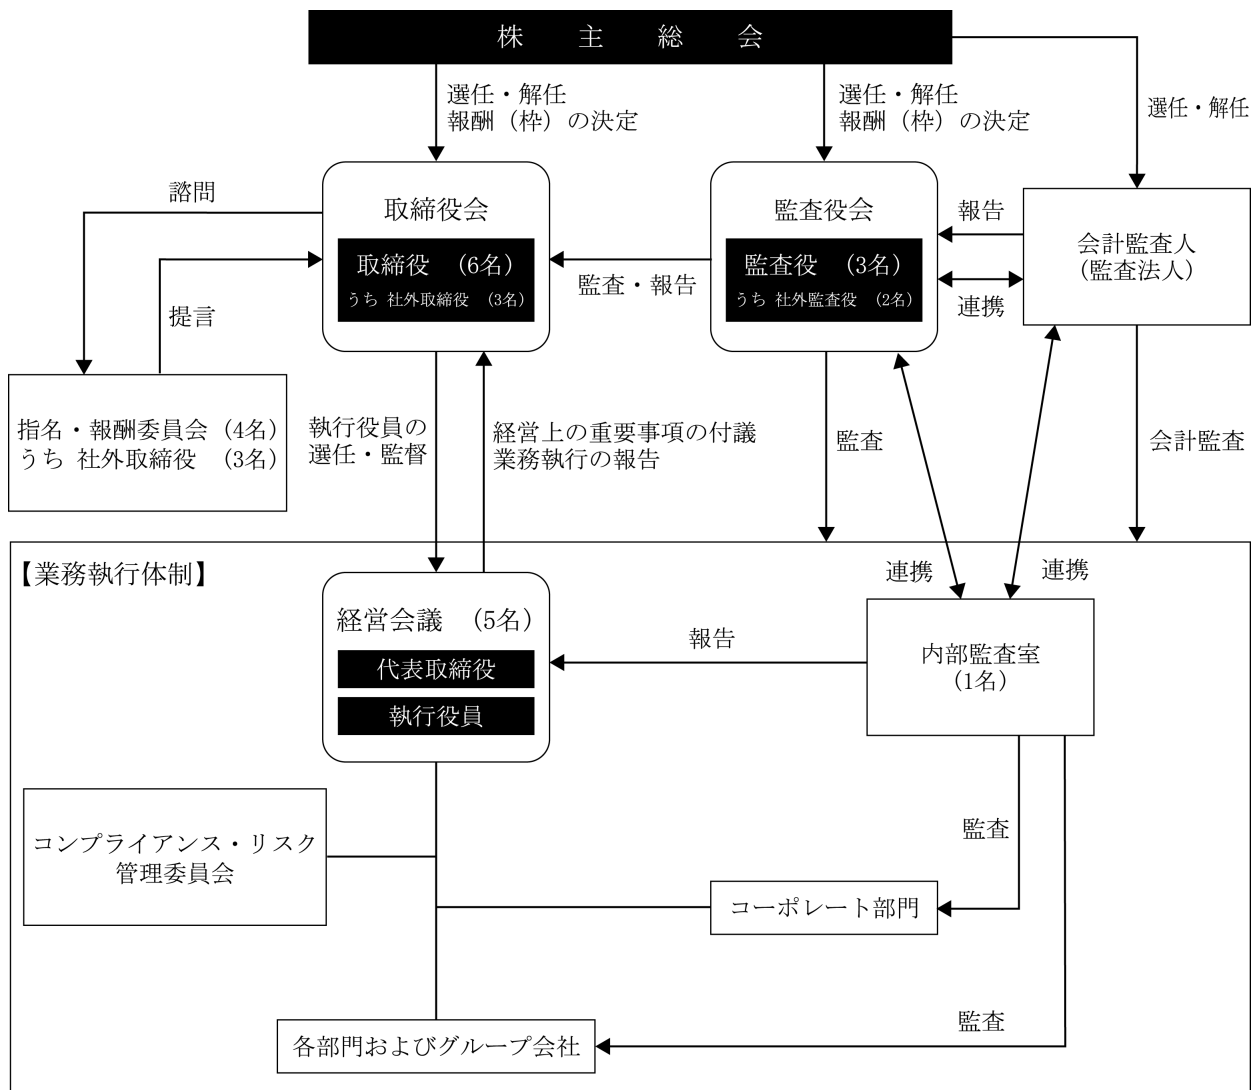 株主総会
選任・解任
報酬（枠）の決定
選任・解任
報酬（枠）の決定
選任・解任
諮問
取締役会
取締役　（6名）
うち 社外取締役　（3名）
監査・報告
監査役会
監査役　（3名）
うち 社外監査役　（2名）
報告
連携
会計監査人
（監査法人）
提言
指名・報酬委員会（4名）
うち 社外取締役　（3名）
執行役員の
選任・監督
経営上の重要事項の付議
業務執行の報告
監査
会計監査
【業務執行体制】
連携
連携
経営会議　（5名）
代表取締役
執行役員
報告
内部監査室
（1名）
コンプライアンス・リスク
管理委員会
監査
コーポレート部門
監査
各部門およびグループ会社